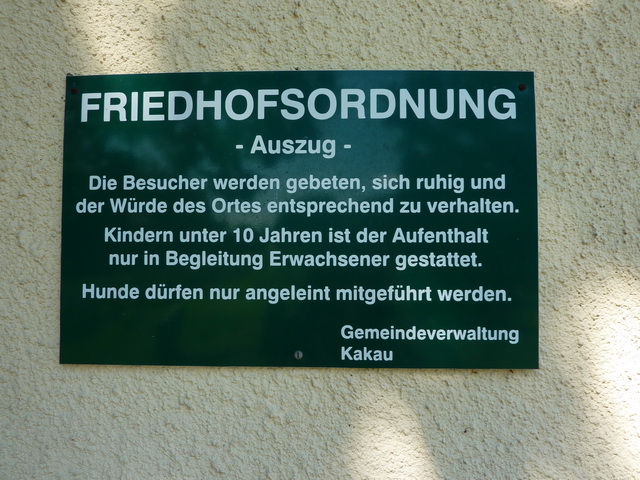 FRIEDHOFSORDNUNG
- Auszug -
Die Besucher werden gebeten, sich ruhig und
der Würde des Ortes entsprechend zu verhalten.
Kindern unter 10 Jahren ist der Aufenthalt
nur in Begleitung Erwachsener gestattet.
Hunde dürfen nur angeleint mitgeführt werden.
Gemeindeverwaltung
Kakau